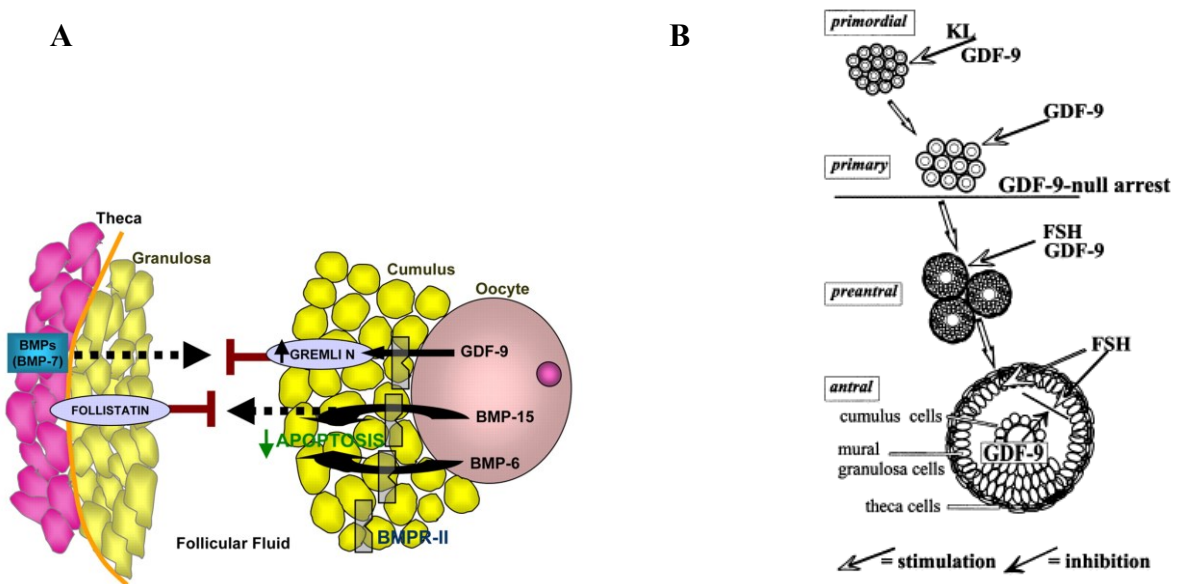 A
Theca
Granulosa
Cumulus
Oocyte
BMPs
(BMP-7)
GREMLI N
GDF-9
FOLLISTATIN
BMP-15
APOPTOSIS
BMP-6
BMPR-II
Follicular Fluid
B
primordial
KL
GDF-9
GDF-9
primary
GDF-9-null arrest
FSH
GDF-9
preantral
FSH
antral
cumulus cells
GDF-9
mural
granulosa cells
theca cells
= stimulation
= inhibition